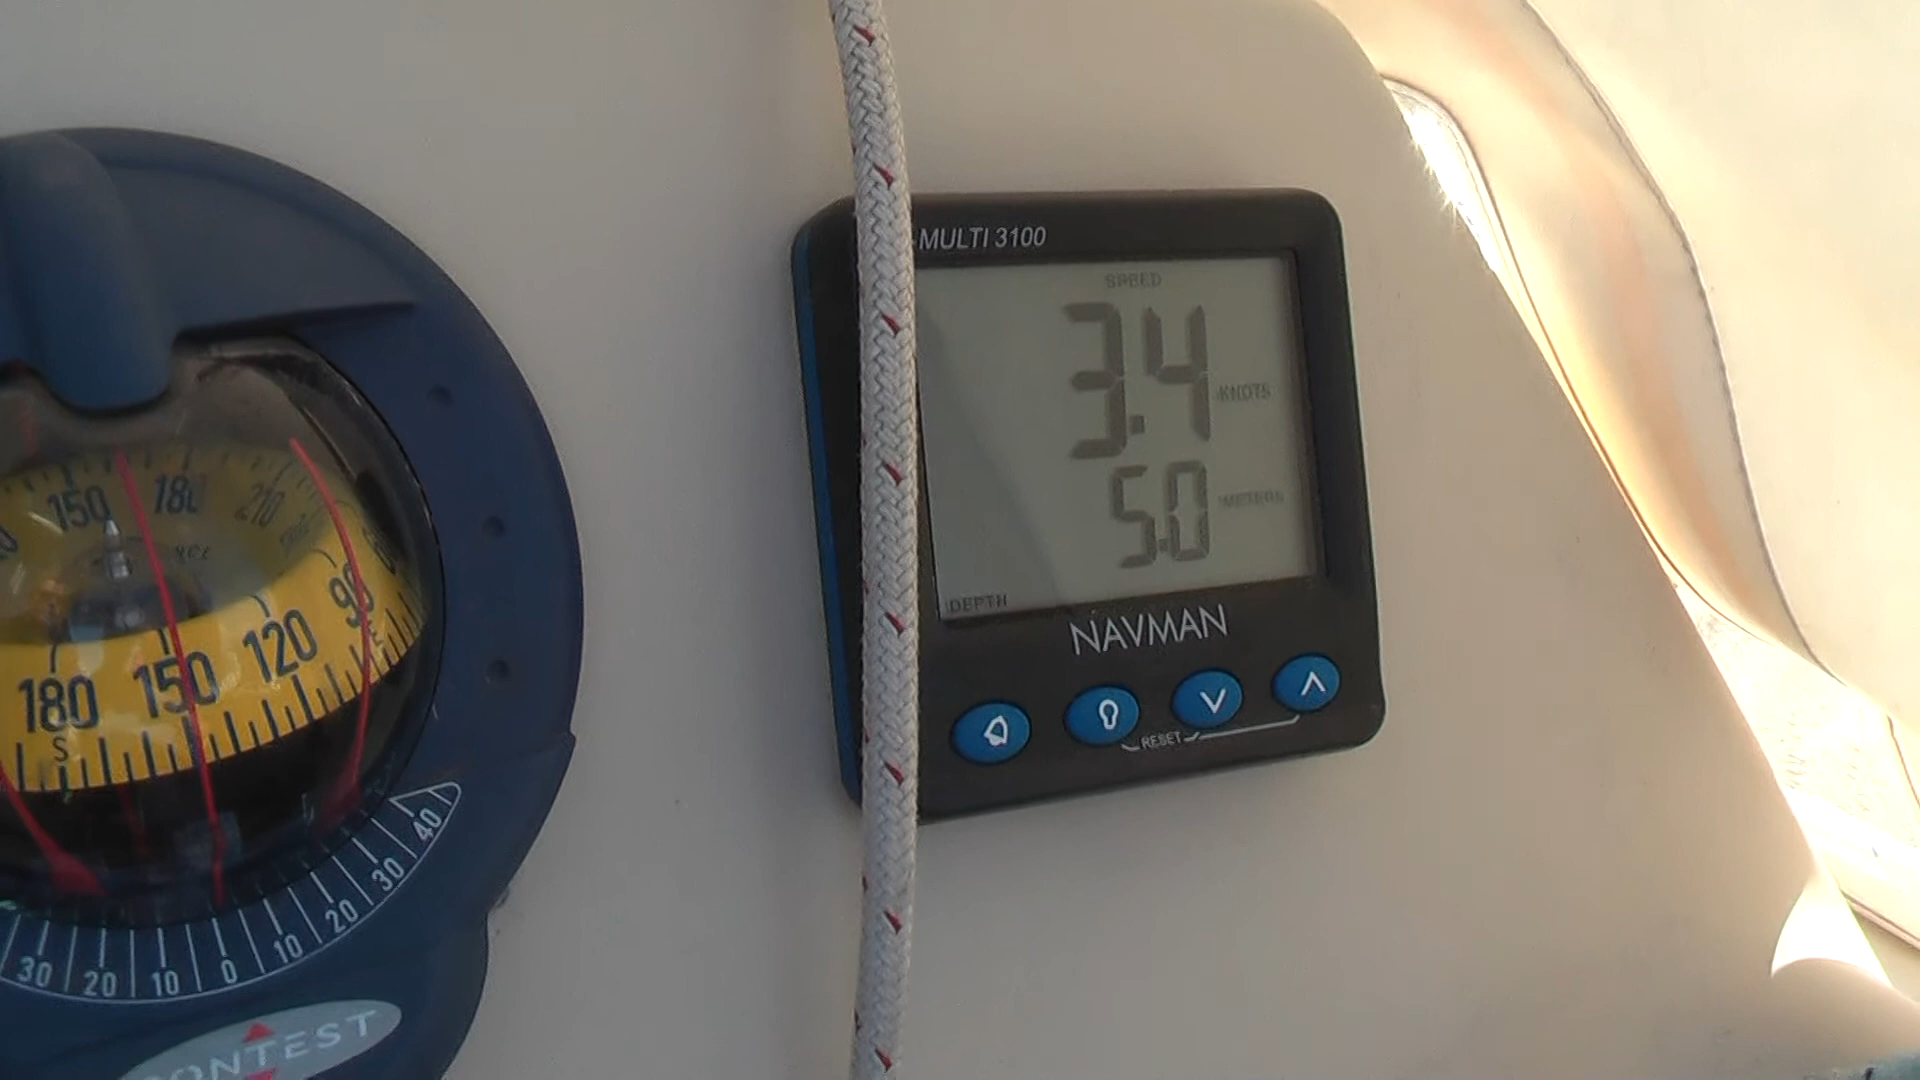 MULTI 3100
SPEED
3.4
KNOTS
5.0
METERS
DEPTH
NAVMAN
RESET
150 180 210
180 150 120 90
S E
30 20 10 0 10 20 30 40
CONTEST